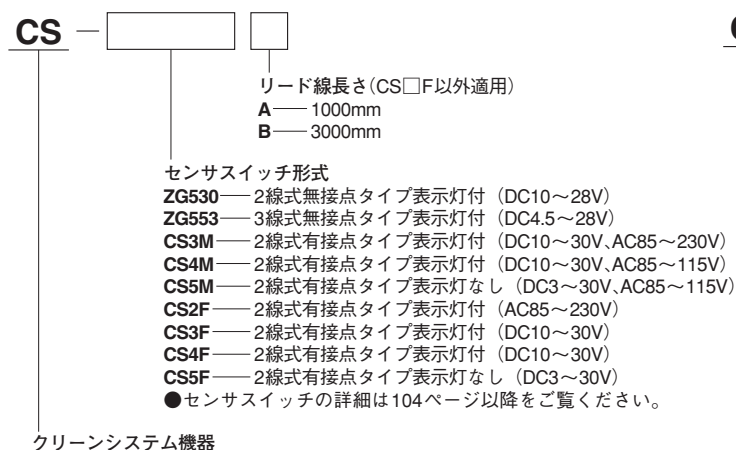 CS －
リード線長さ（CS□F以外適用）
A── 1000mm
B── 3000mm
センサスイッチ形式
ZG530── 2線式無接点タイプ表示灯付（DC10～28V）
ZG553── 3線式無接点タイプ表示灯付（DC4.5～28V）
CS3M── 2線式有接点タイプ表示灯付（DC10～30V、AC85～230V）
CS4M── 2線式有接点タイプ表示灯付（DC10～30V、AC85～115V）
CS5M── 2線式有接点タイプ表示灯なし（DC3～30V、AC85～115V）
CS2F── 2線式有接点タイプ表示灯付（AC85～230V）
CS3F── 2線式有接点タイプ表示灯付（DC10～30V）
CS4F── 2線式有接点タイプ表示灯付（DC10～30V）
CS5F── 2線式有接点タイプ表示灯なし（DC3～30V）
●センサスイッチの詳細は104ページ以降をご覧ください。
クリーンシステム機器